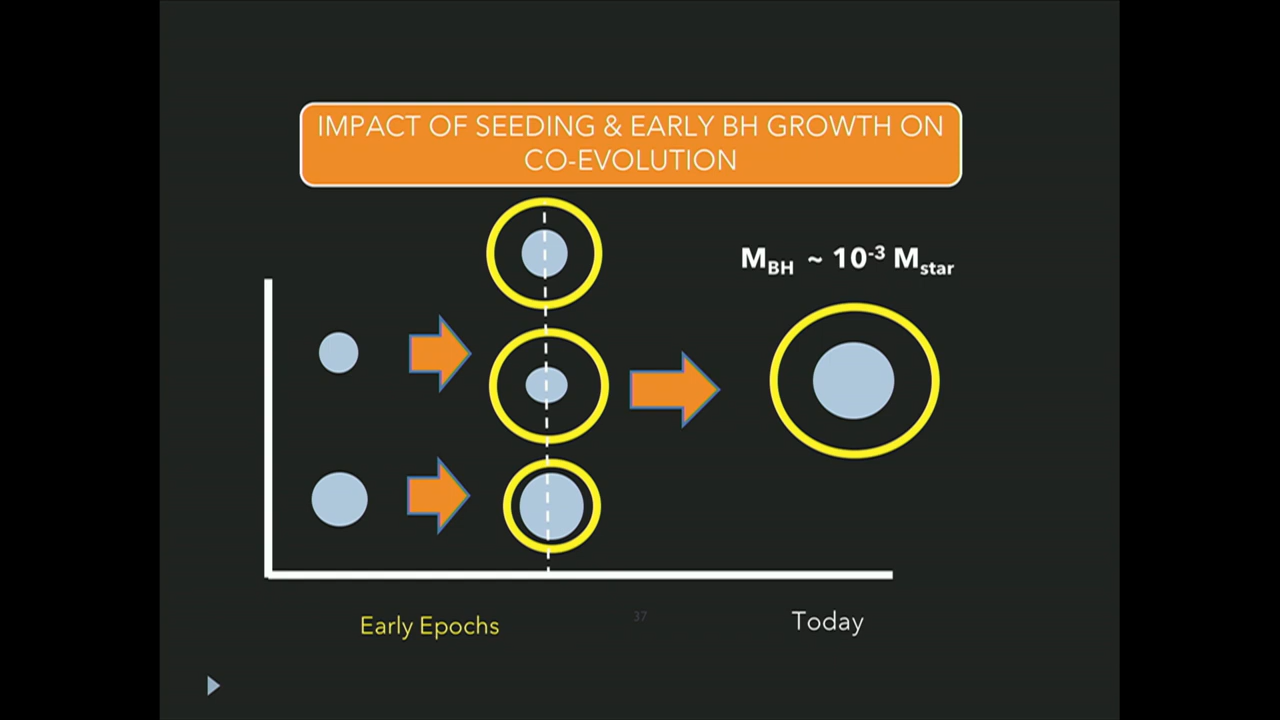 IMPACT OF SEEDING & EARLY BH GROWTH ON
CO-EVOLUTION
M_BH ~ 10^-3 M_star
Early Epochs
37
Today